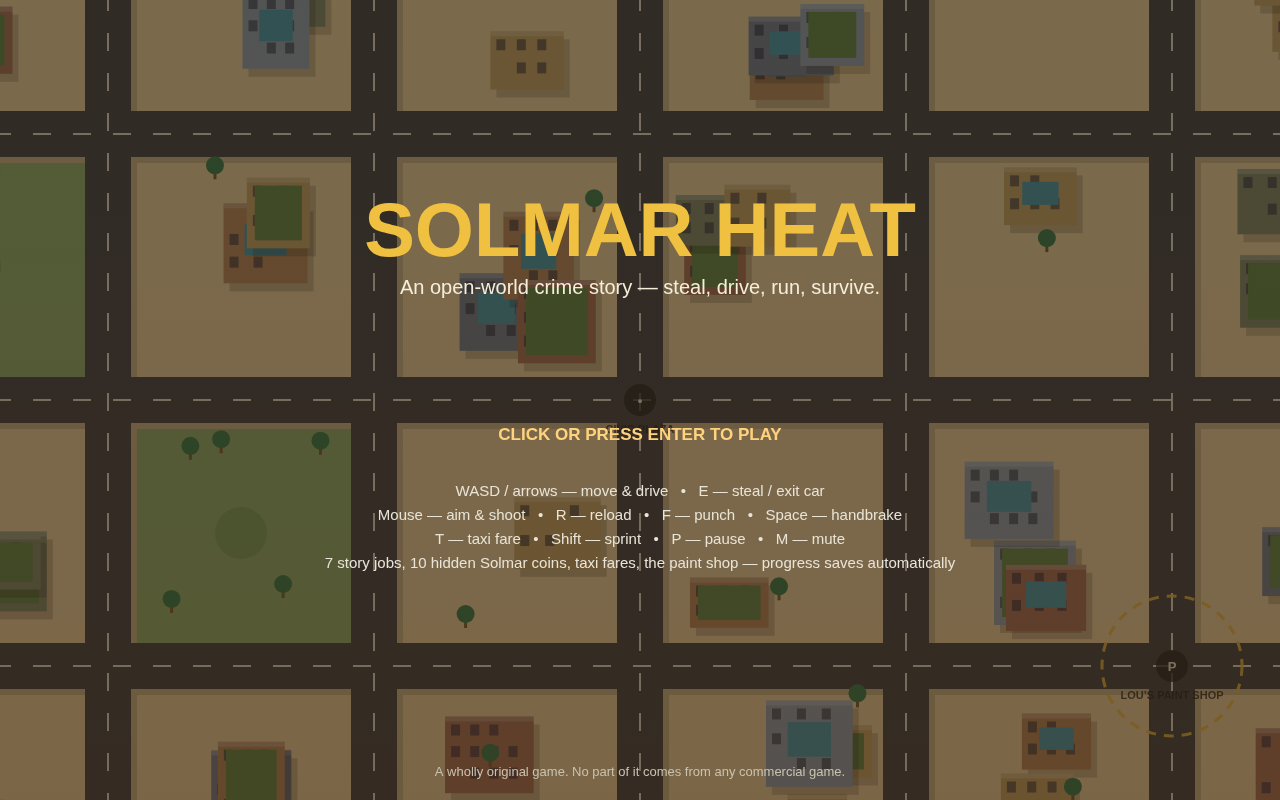 SOLMAR HEAT
An open-world crime story — steal, drive, run, survive.
CLICK OR PRESS ENTER TO PLAY
WASD / arrows — move & drive • E — steal / exit car
Mouse — aim & shoot • R — reload • F — punch • Space — handbrake
T — taxi fare • Shift — sprint • P — pause • M — mute
7 story jobs, 10 hidden Solmar coins, taxi fares, the paint shop — progress saves automatically
P
LOU'S PAINT SHOP
A wholly original game. No part of it comes from any commercial game.